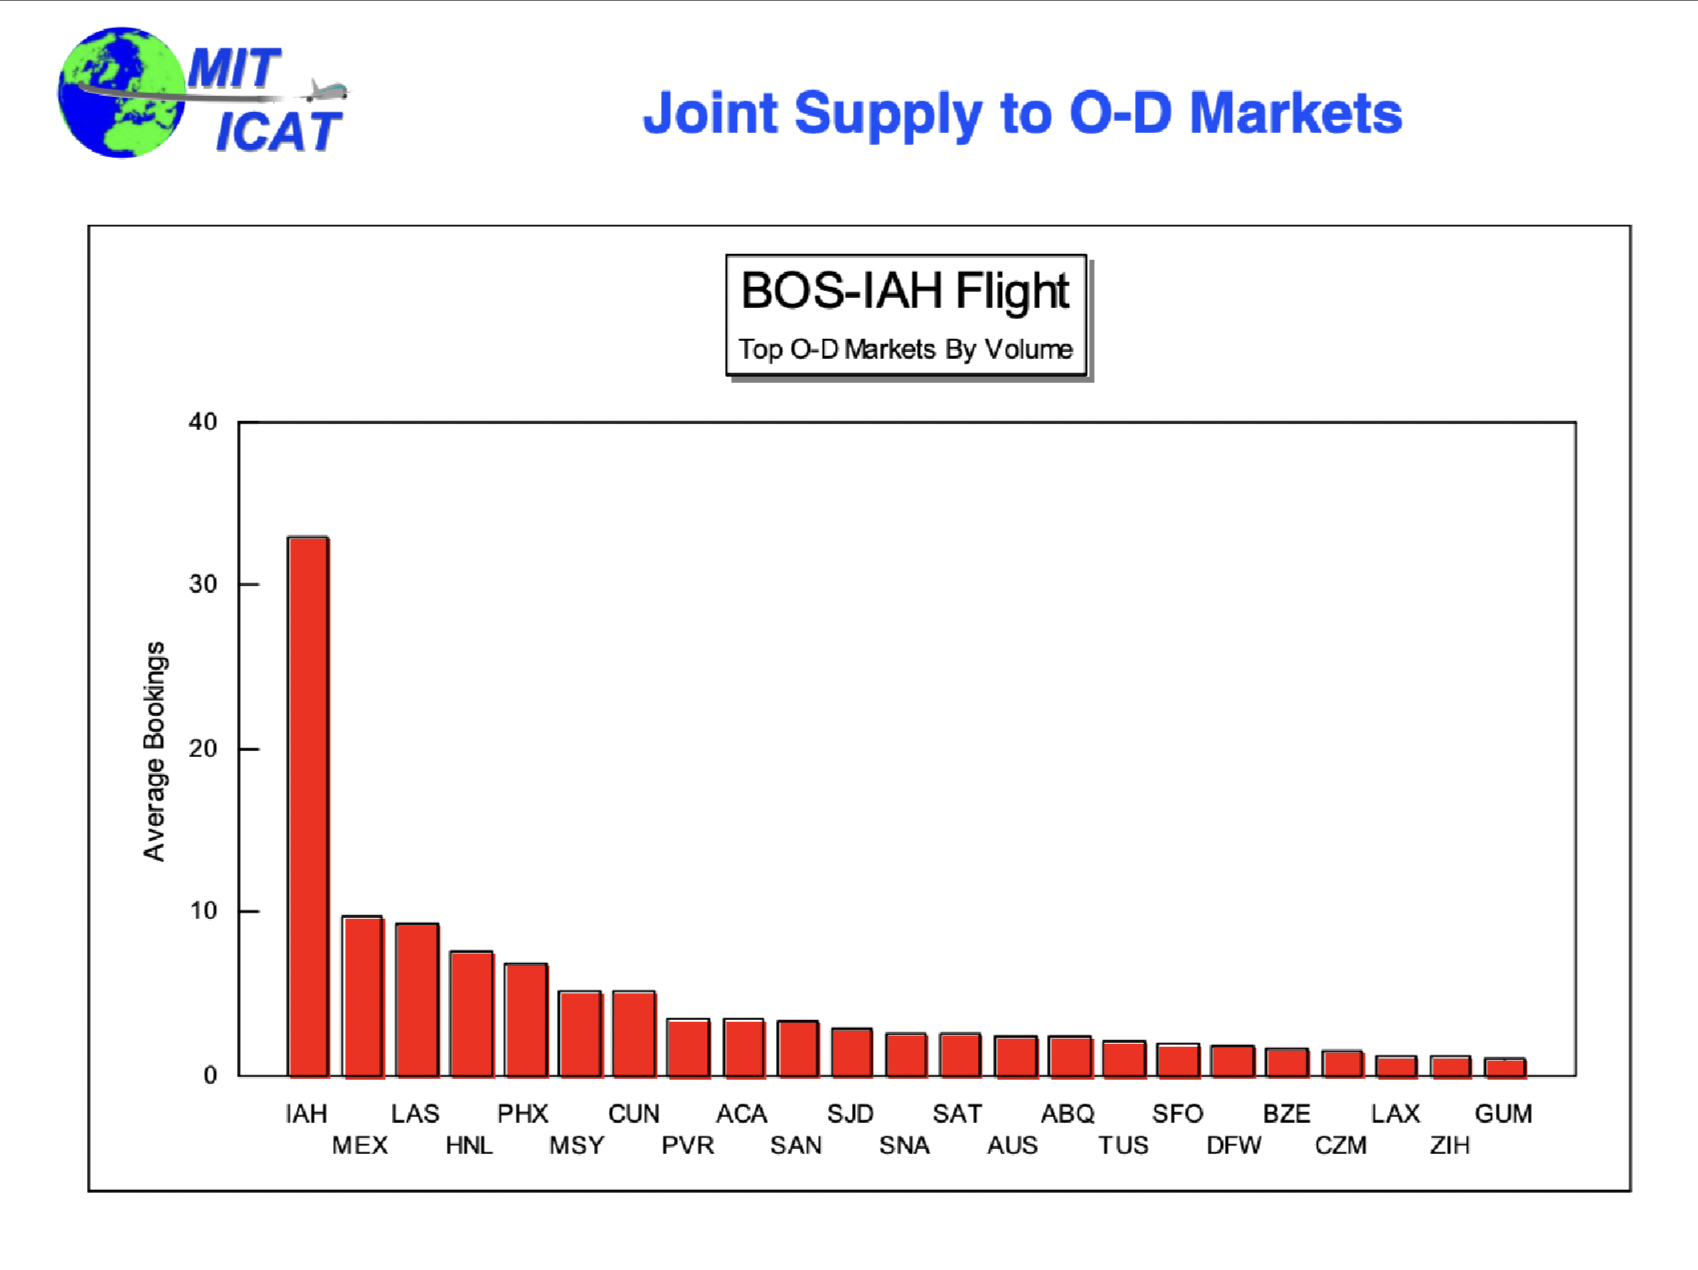 MIT
ICAT
Joint Supply to O-D Markets
BOS-IAH Flight
Top O-D Markets By Volume
40
30
20
10
0
Average Bookings
IAH LAS PHX CUN ACA SJD SAT ABQ SFO BZE LAX GUM
MEX HNL MSY PVR SAN SNA AUS TUS DFW CZM ZIH